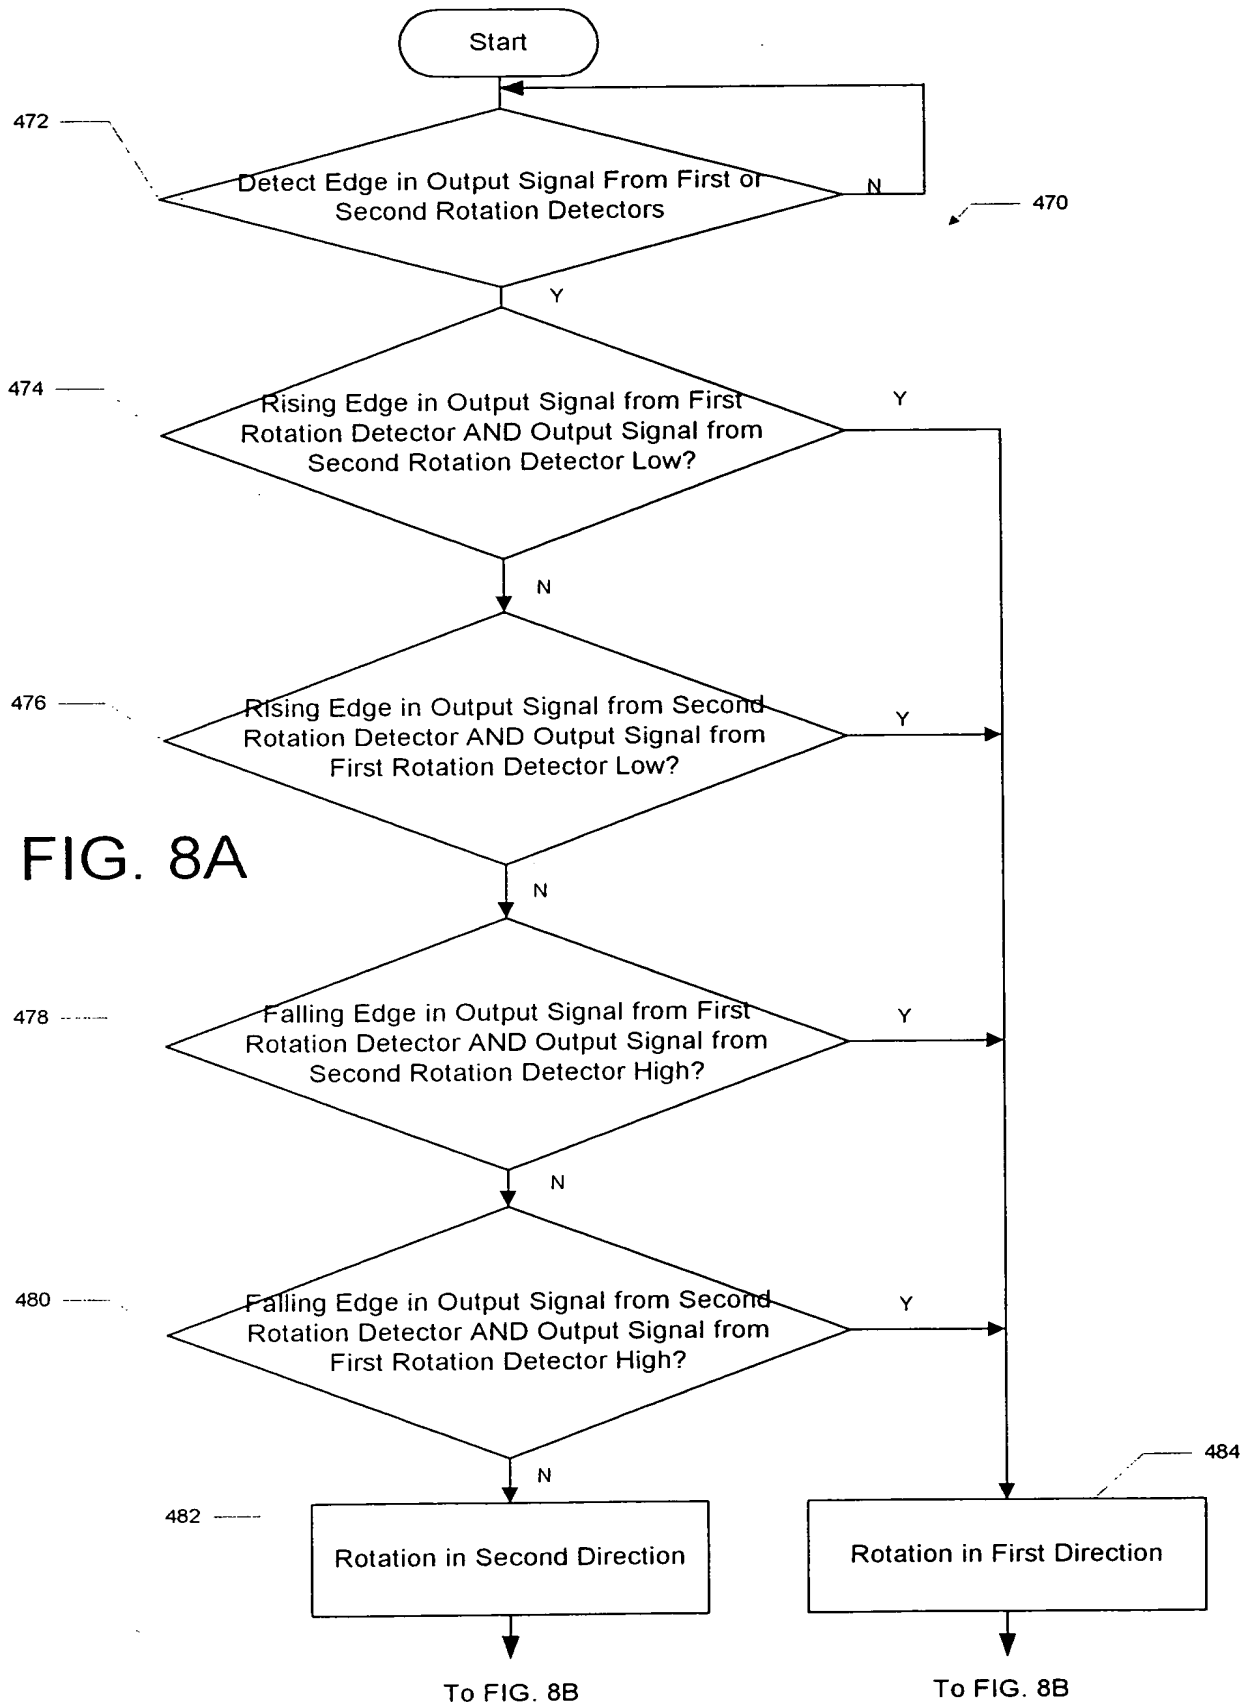 Start
472
Detect Edge in Output Signal From First or
Second Rotation Detectors
N
470
Y
474
Rising Edge in Output Signal from First
Rotation Detector AND Output Signal from
Second Rotation Detector Low?
Y
N
476
Rising Edge in Output Signal from Second
Rotation Detector AND Output Signal from
First Rotation Detector Low?
Y
FIG. 8A
N
478
Falling Edge in Output Signal from First
Rotation Detector AND Output Signal from
Second Rotation Detector High?
Y
N
480
Falling Edge in Output Signal from Second
Rotation Detector AND Output Signal from
First Rotation Detector High?
Y
N
484
482
Rotation in Second Direction
Rotation in First Direction
To FIG. 8B
To FIG. 8B